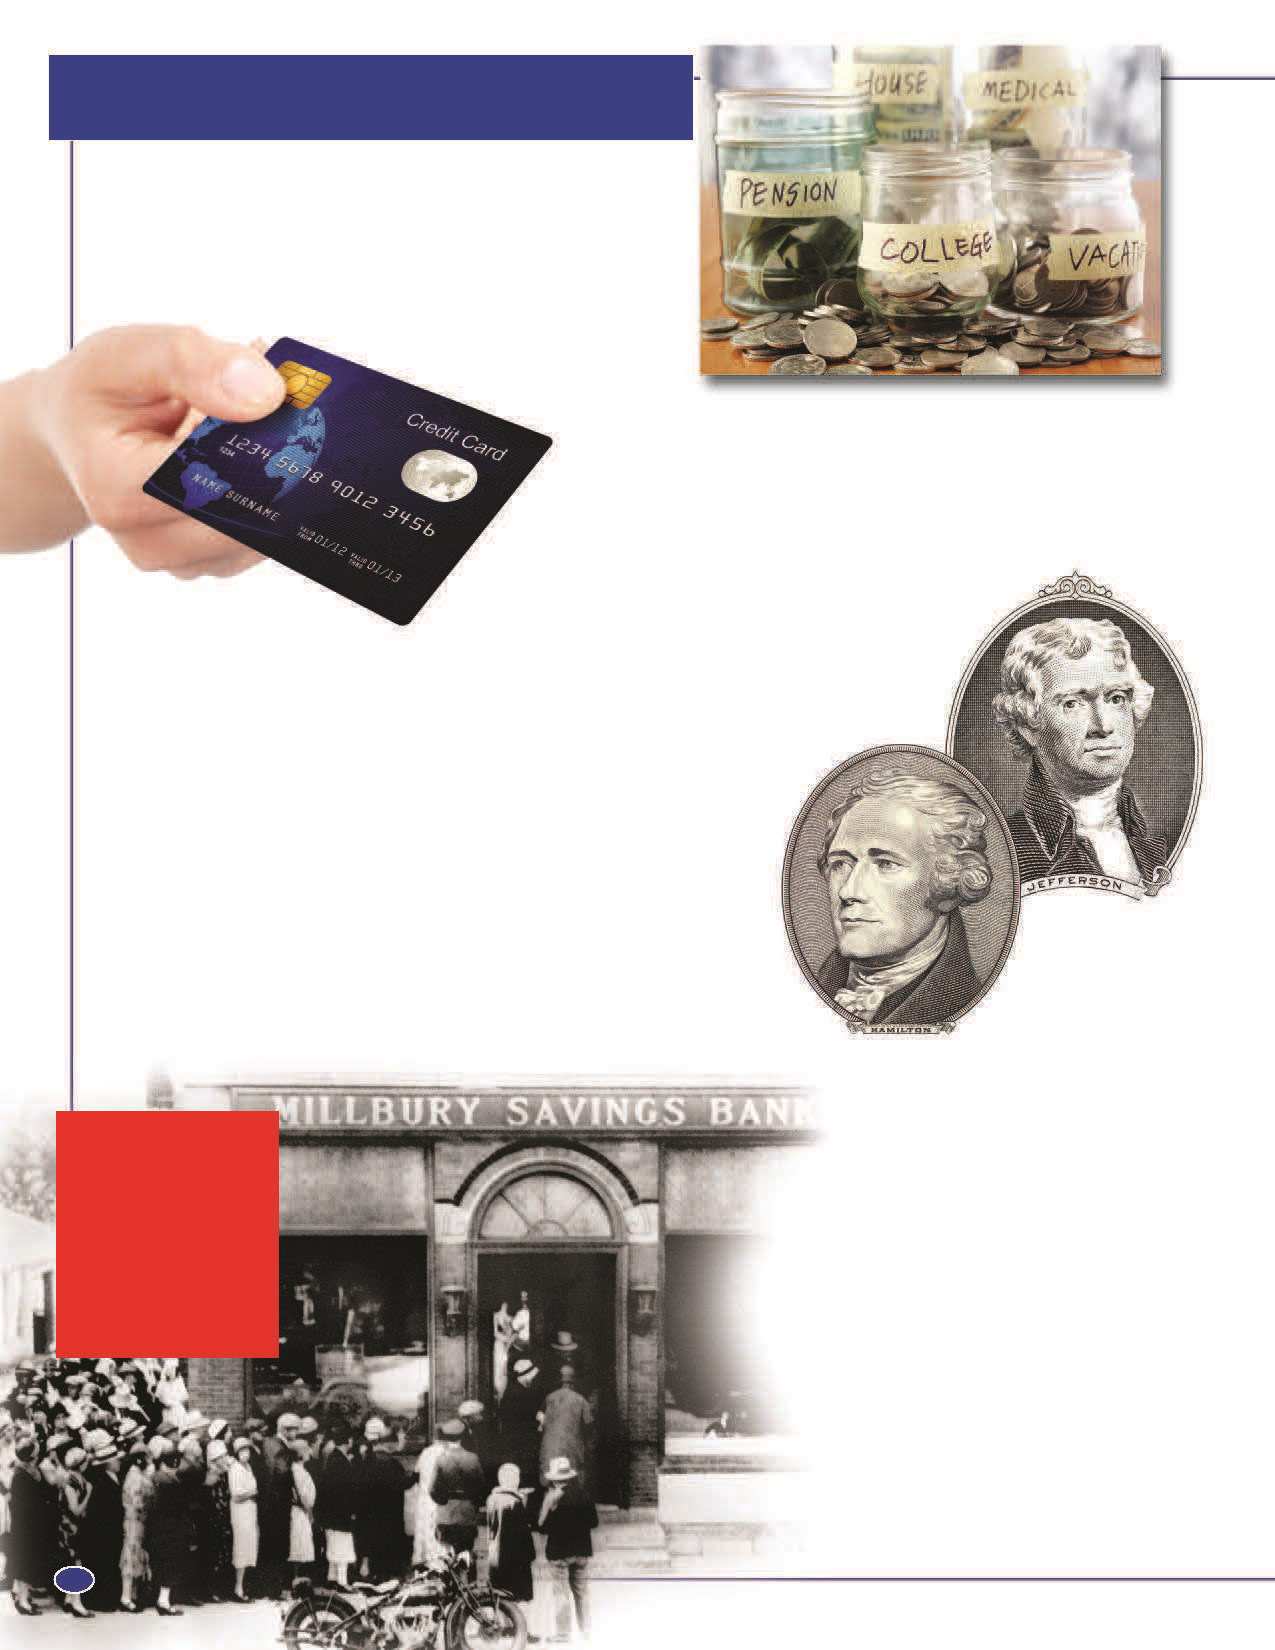 HOUSE
MEDICAL
PENSION
COLLEGE
VACAT
Credit Card
1234 5678 9012 3456
1234
NAME SURNAME
VALID FROM 01/12 VALID THRU 01/13
JEFFERSON
HAMILTON
MILLBURY SAVINGS BANK